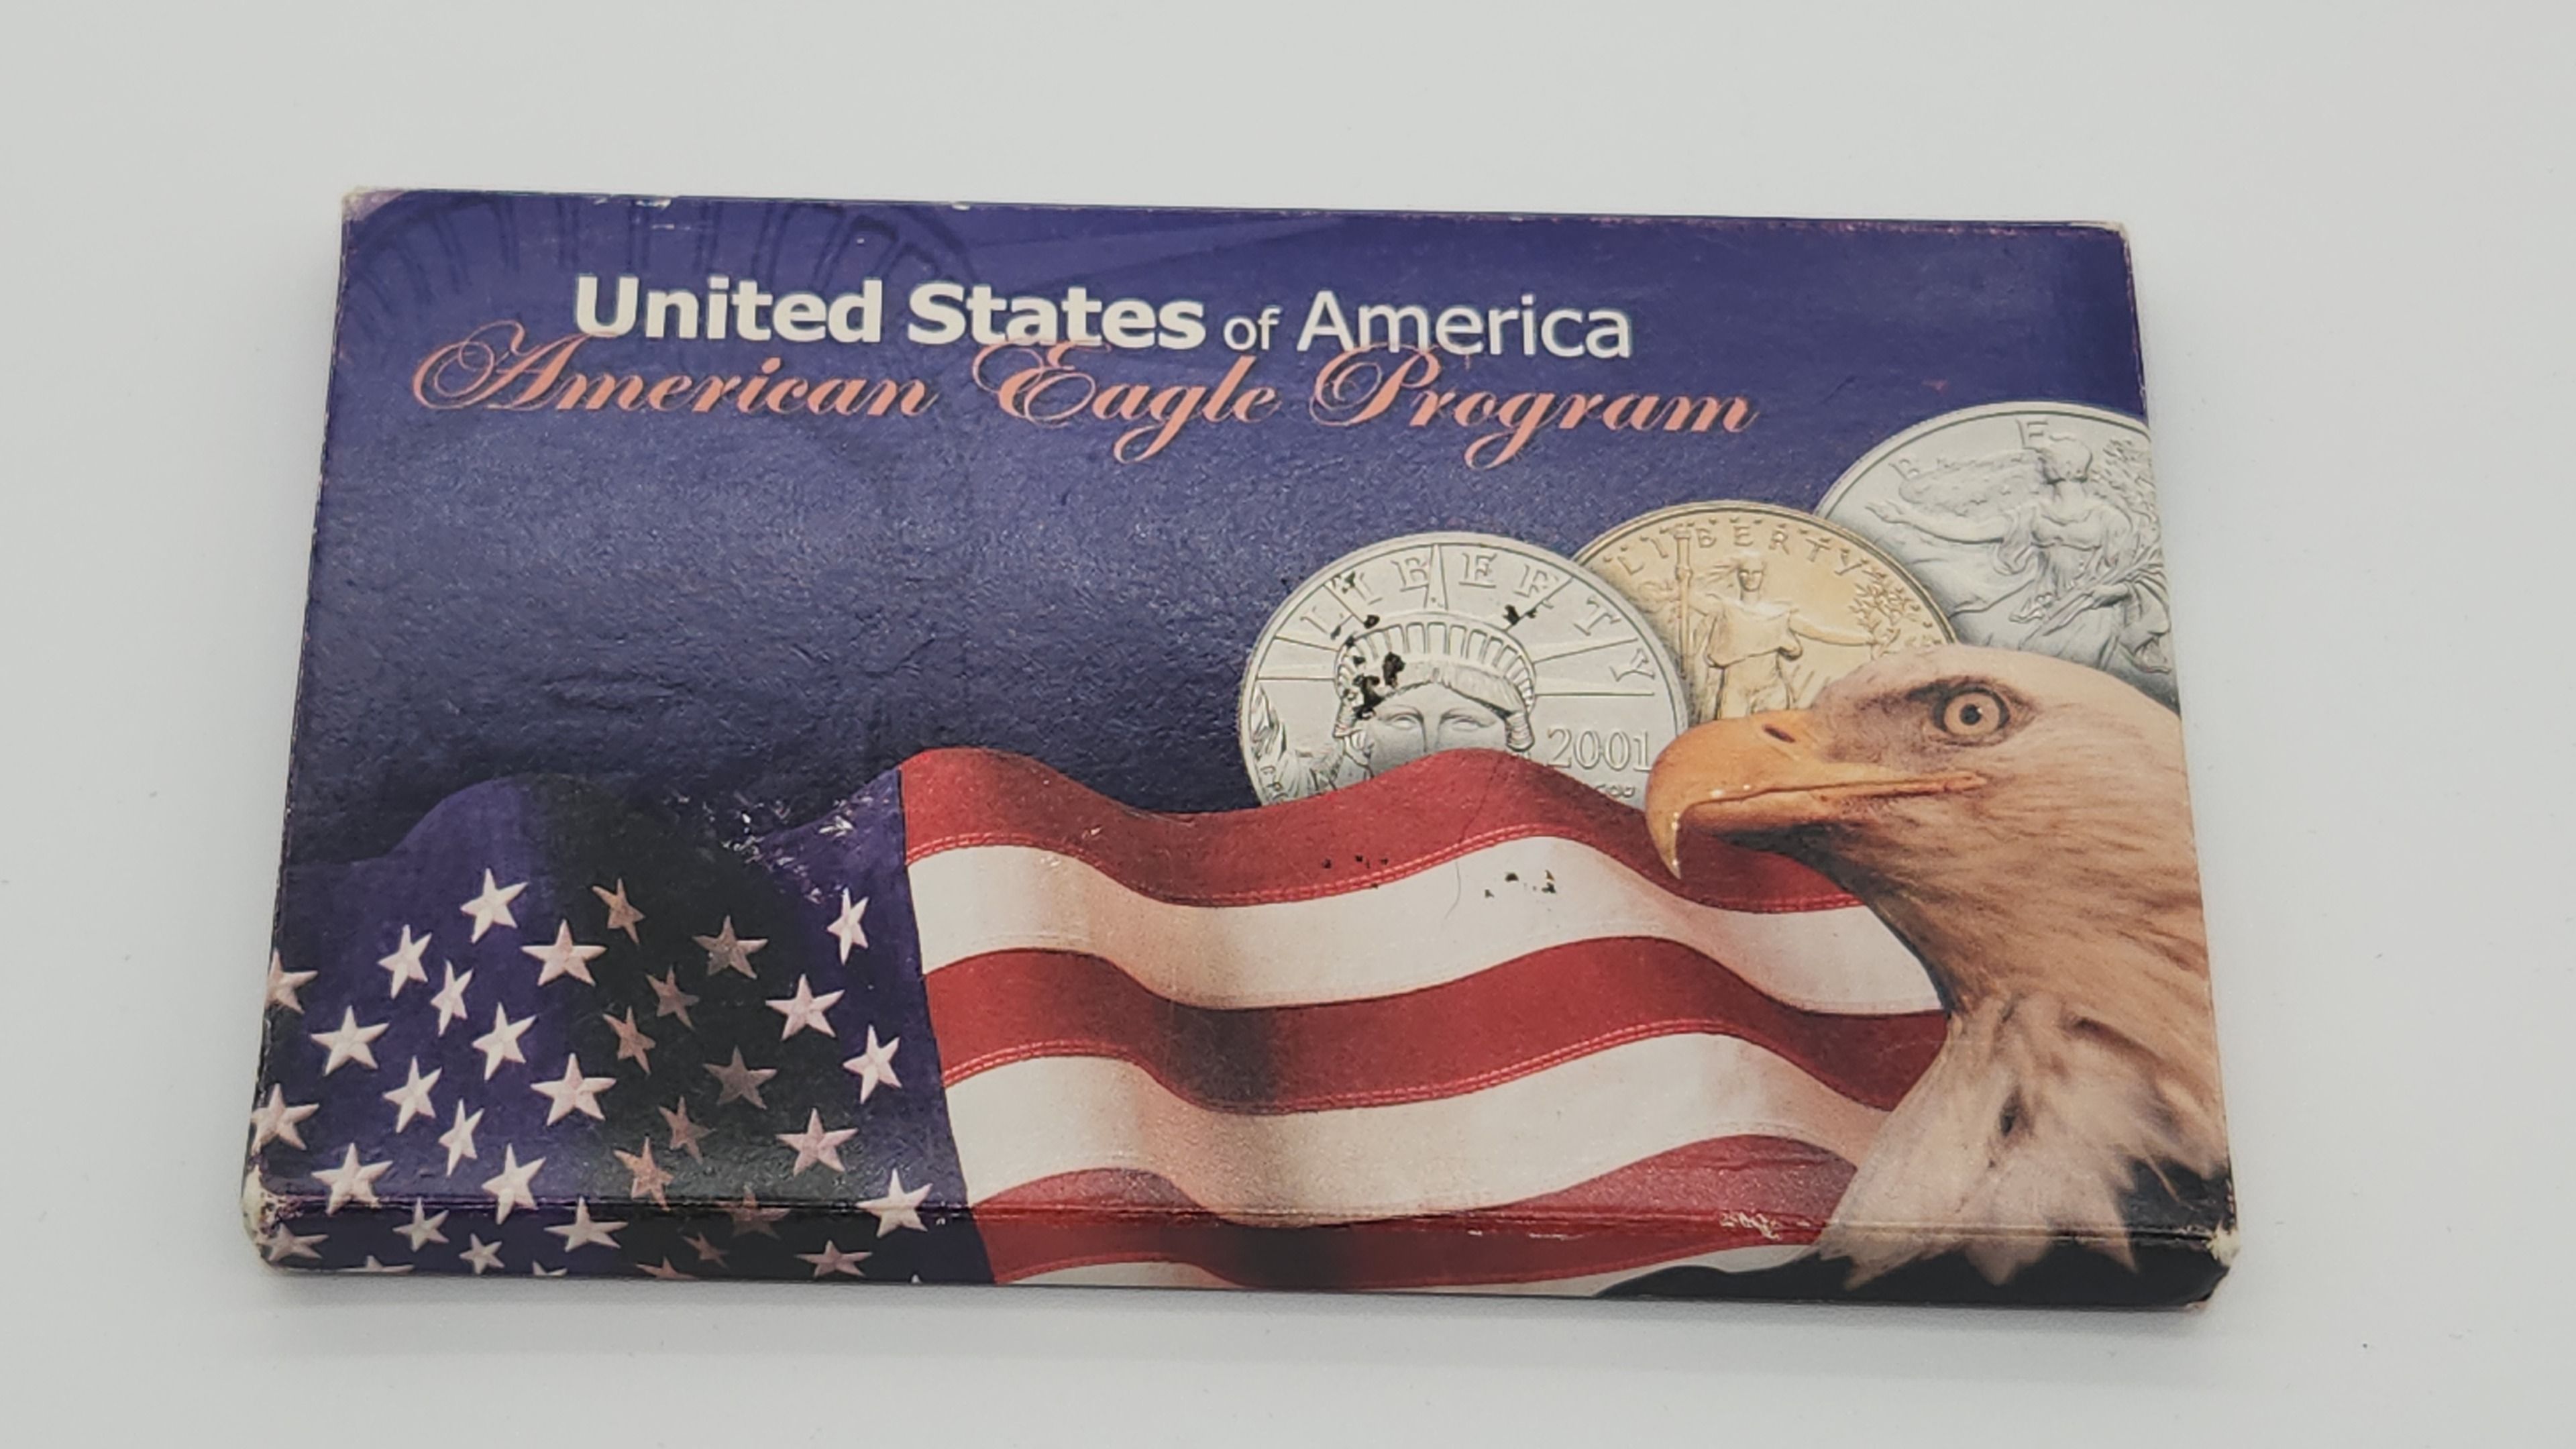 United States of America
American Eagle Program
LIBERTY
LIBERTY
2001